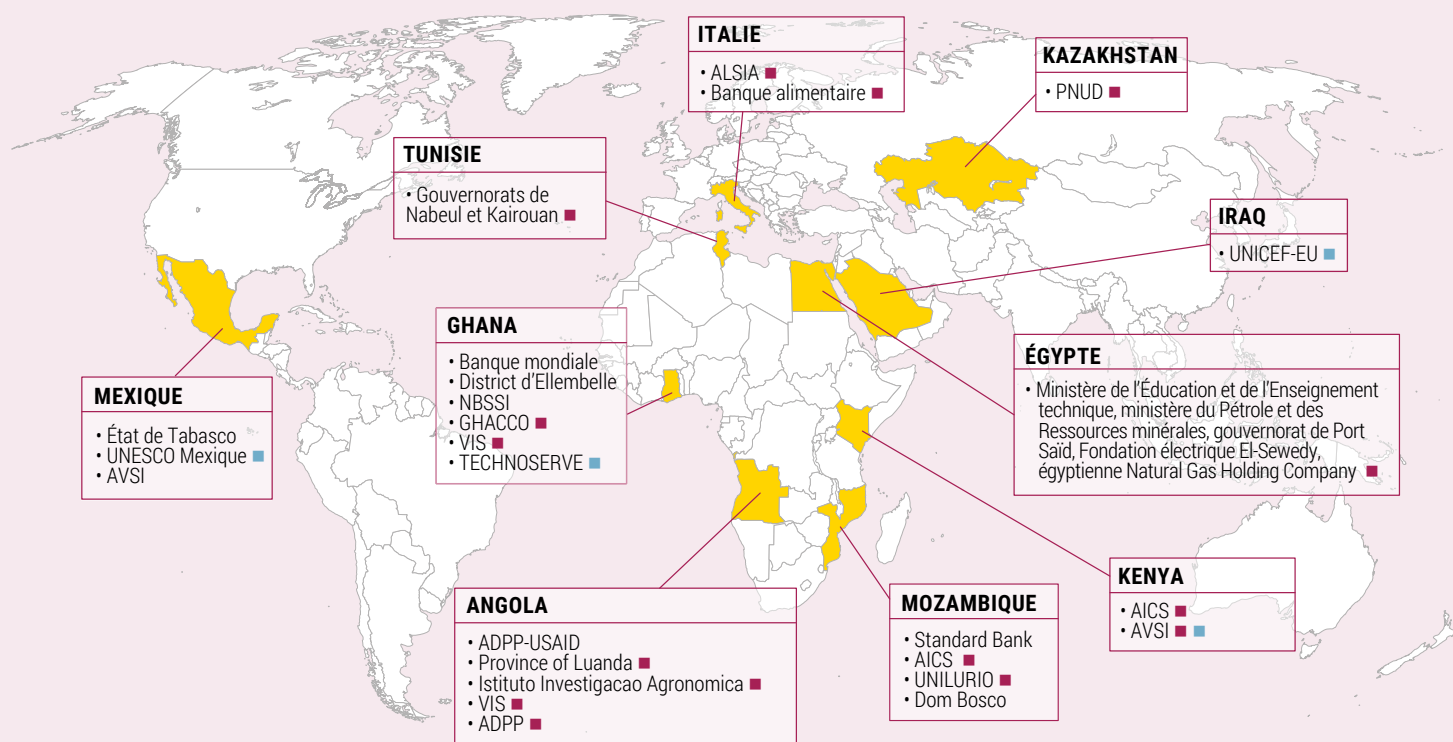 ITALIE
• ALSIA
• Banque alimentaire
KAZAKHSTAN
• PNUD
TUNISIE
• Gouvernorats de
Nabeul et Kairouan
IRAQ
• UNICEF-EU
GHANA
• Banque mondiale
• District d'Ellembelle
• NBSSI
• GHACCO
• VIS
• TECHNOSERVE
ÉGYPTE
• Ministère de l'Éducation et de l'Enseignement
technique, ministère du Pétrole et des
Ressources minérales, gouvernorat de Port
Saïd, Fondation électrique El-Sewedy,
égyptienne Natural Gas Holding Company
MEXIQUE
• État de Tabasco
• UNESCO Mexique
• AVSI
KENYA
• AICS
• AVSI
ANGOLA
• ADPP-USAID
• Province of Luanda
• Istituto Investigacao Agronomica
• VIS
• ADPP
MOZAMBIQUE
• Standard Bank
• AICS
• UNILURIO
• Dom Bosco